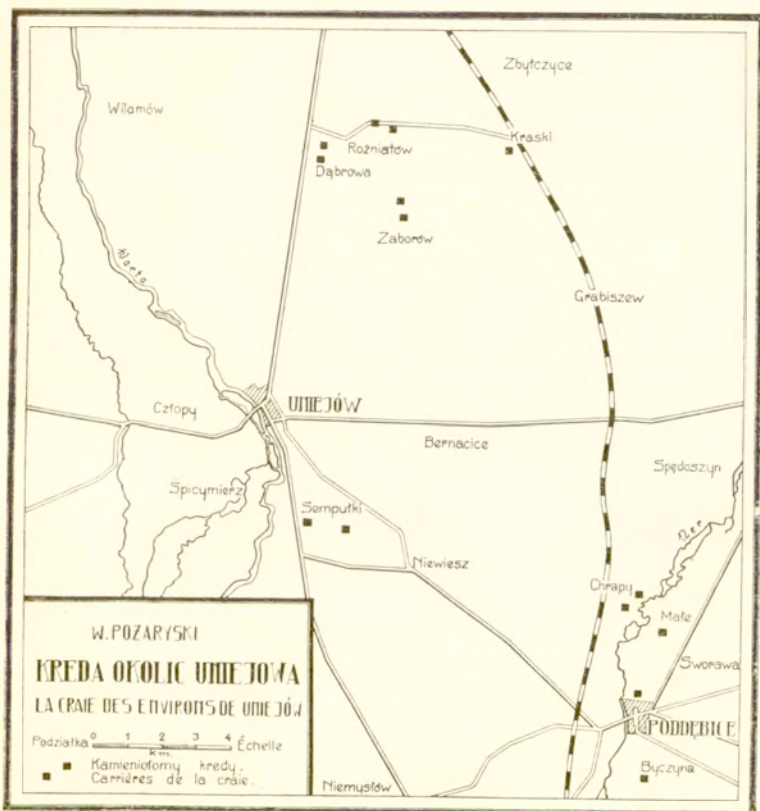 Zbylczyce
Wilamów
Kraski
Rożniatów
Dąbrowa
Zaborów
Warta
Grabiszew
Człopy
UNIEJÓW
Bernacice
Spędoszyn
Spicymierz
Semputki
Ner
Niewiesz
Chrapy
Małe
Sworawa
PODDĘBICE
Byczyna
Niemysłów
W. POŻARYSKI
KREDA OKOLIC UNIEJOWA
LA CRAIE DES ENVIRONS DE UNIEJÓW
Podziałka 0 1 2 3 4 Échelle
km.
Kamieniołomy kredy.
Carrières de la craie.